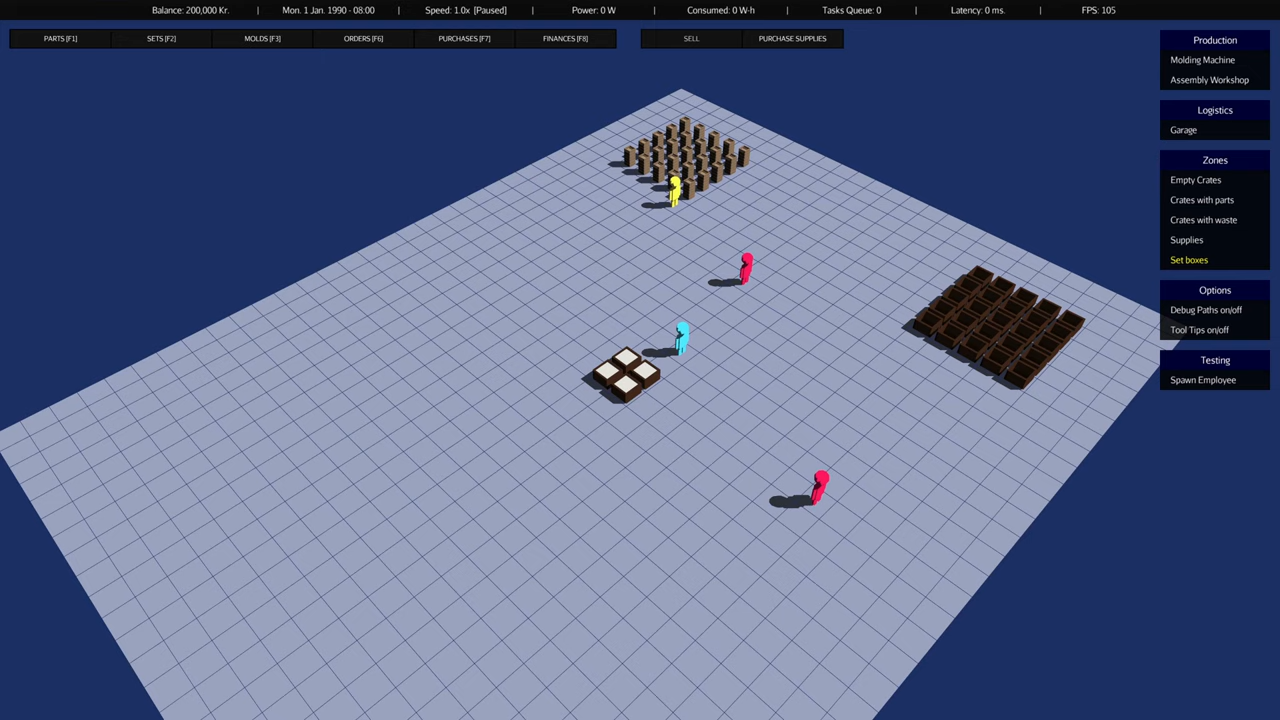 Balance: 200,000 Kr. | Mon. 1 Jan. 1990 - 08:00 | Speed: 1.0x [Paused] | Power: 0 W | Consumed: 0 W-h | Tasks Queue: 0 | Latency: 0 ms. | FPS: 105
PARTS [F1] SETS [F2] MOLDS [F3] ORDERS [F6] PURCHASES [F7] FINANCES [F8] SELL PURCHASE SUPPLIES
Production
Molding Machine
Assembly Workshop
Logistics
Garage
Zones
Empty Crates
Crates with parts
Crates with waste
Supplies
Set boxes
Options
Debug Paths on/off
Tool Tips on/off
Testing
Spawn Employee